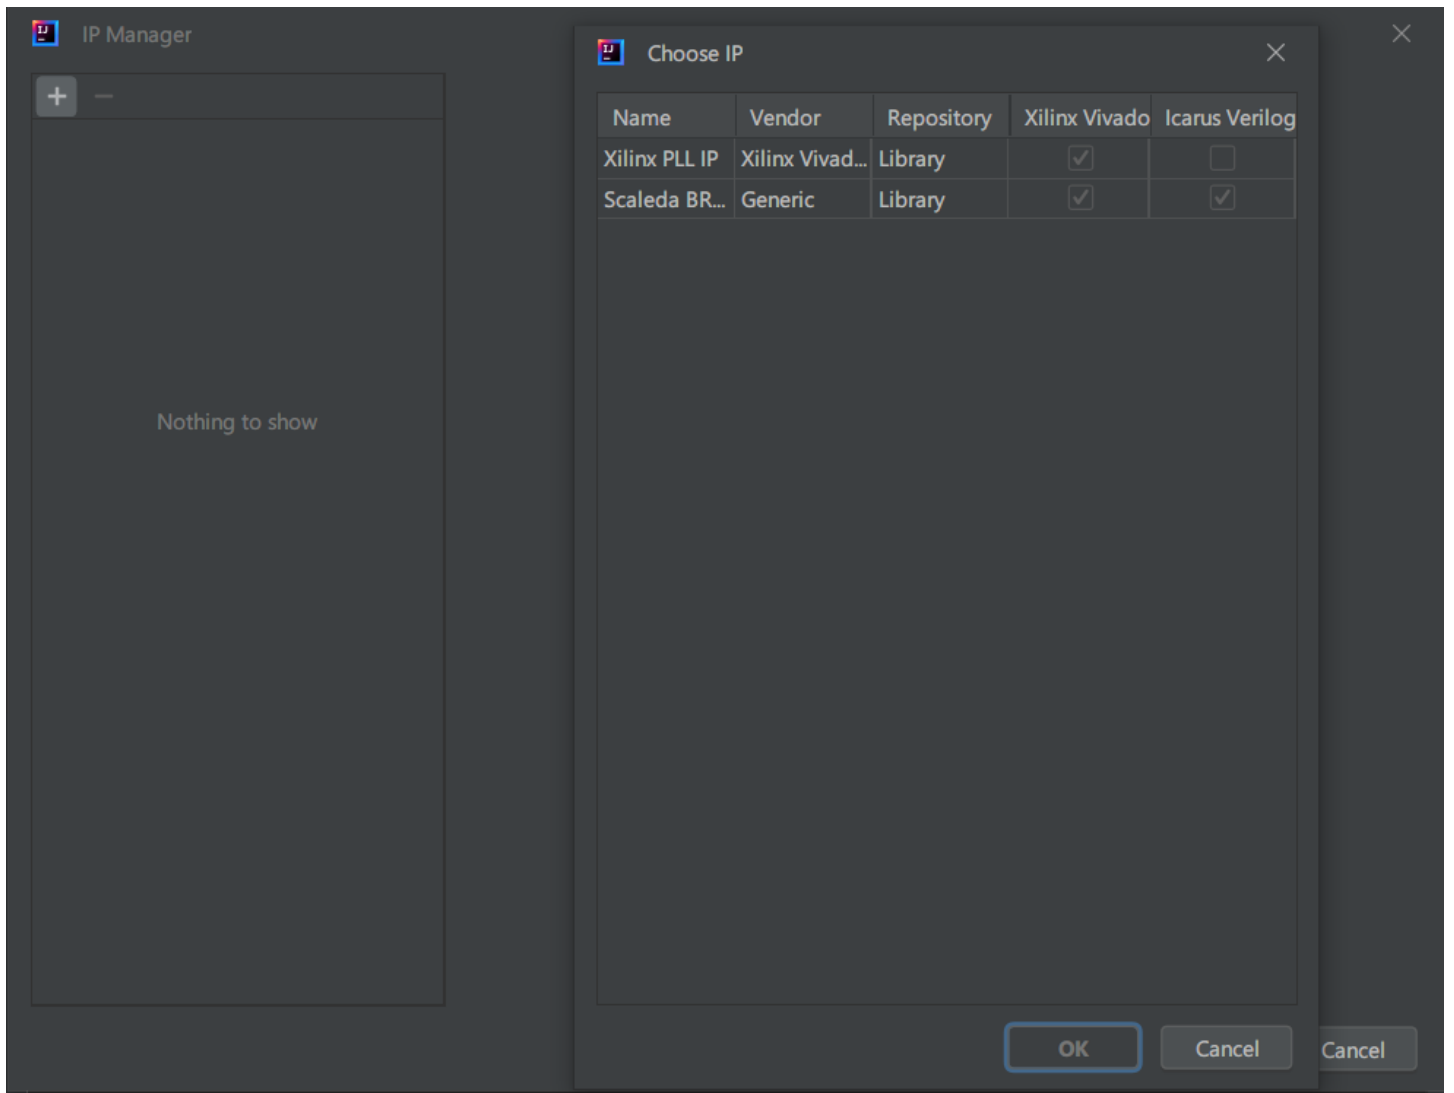 IP Manager
Choose IP
Name Vendor Repository Xilinx Vivado Icarus Verilog
Xilinx PLL IP Xilinx Vivad... Library
Scaleda BR... Generic Library
Nothing to show
OK Cancel Cancel